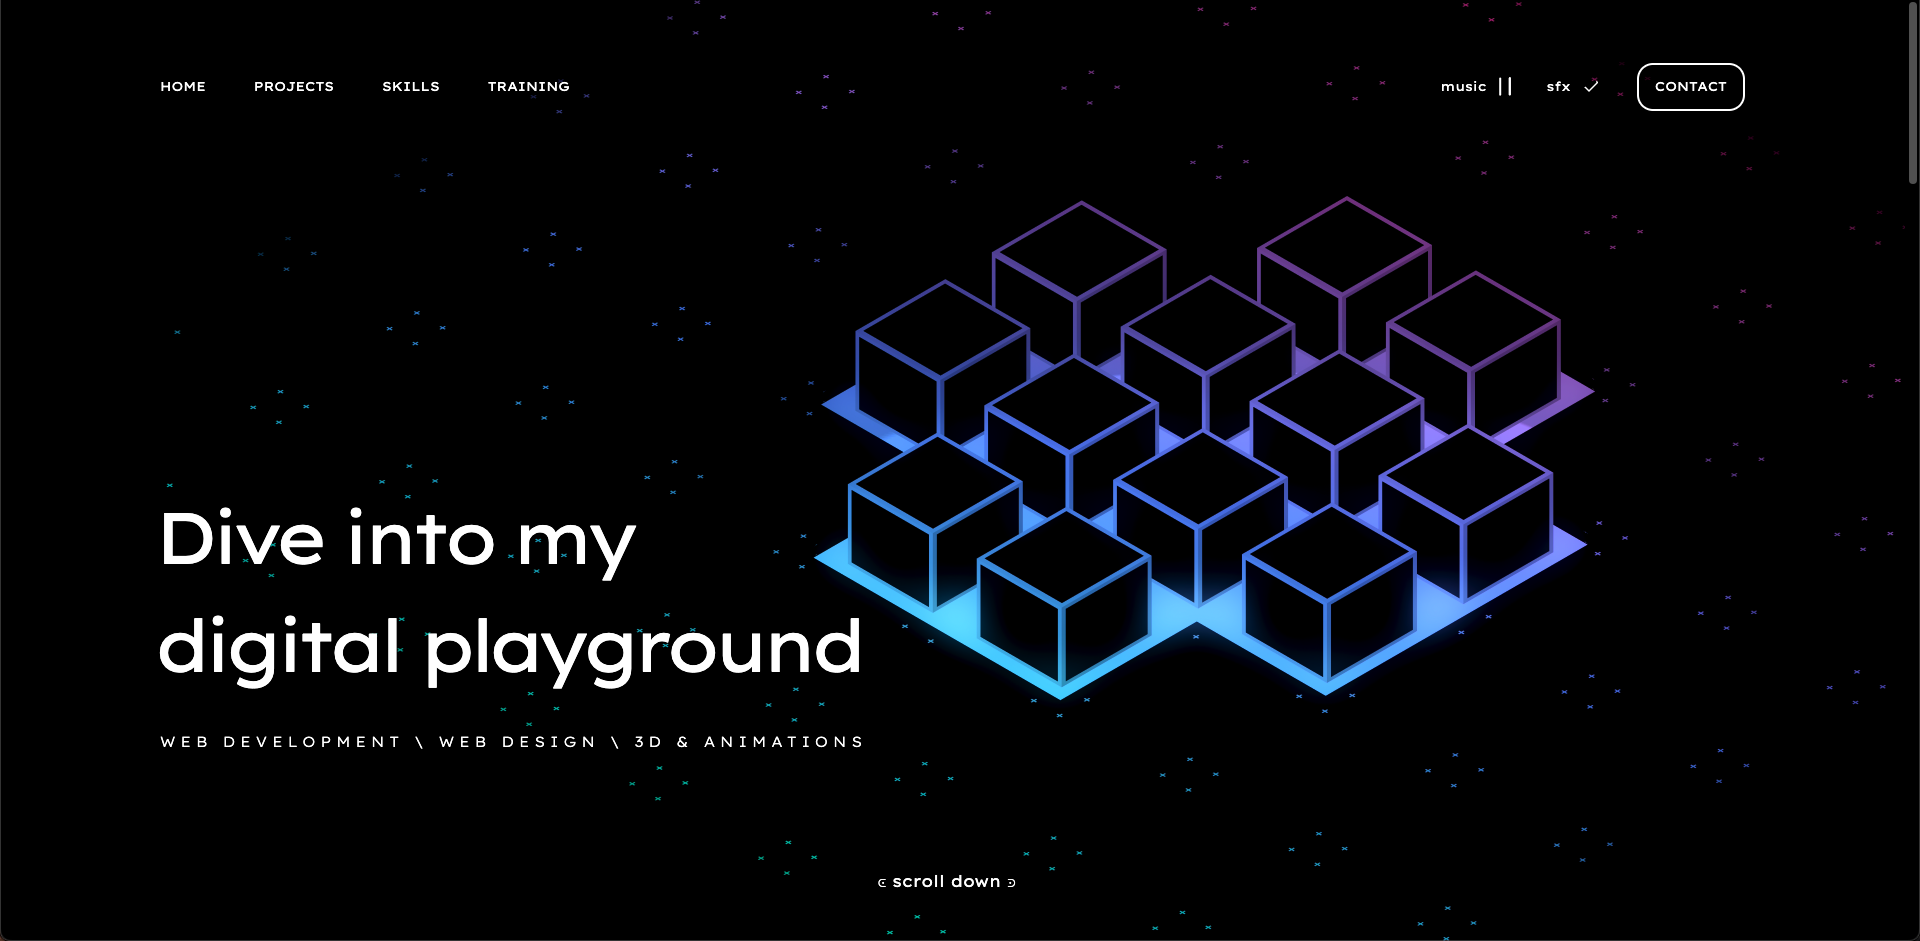 HOME PROJECTS SKILLS TRAINING music sfx CONTACT
Dive into my
digital playground
WEB DEVELOPMENT \ WEB DESIGN \ 3D & ANIMATIONS
scroll down